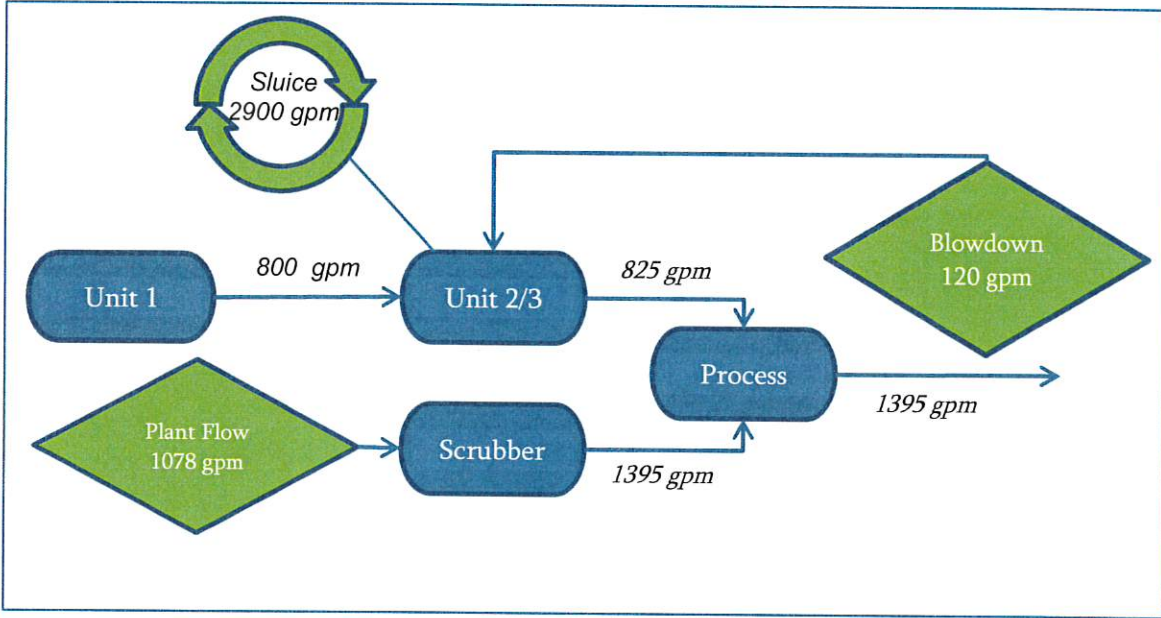 Sluice
2900 gpm
Blowdown
120 gpm
800 gpm
825 gpm
Unit 1
Unit 2/3
Process
1395 gpm
Plant Flow
1078 gpm
Scrubber
1395 gpm